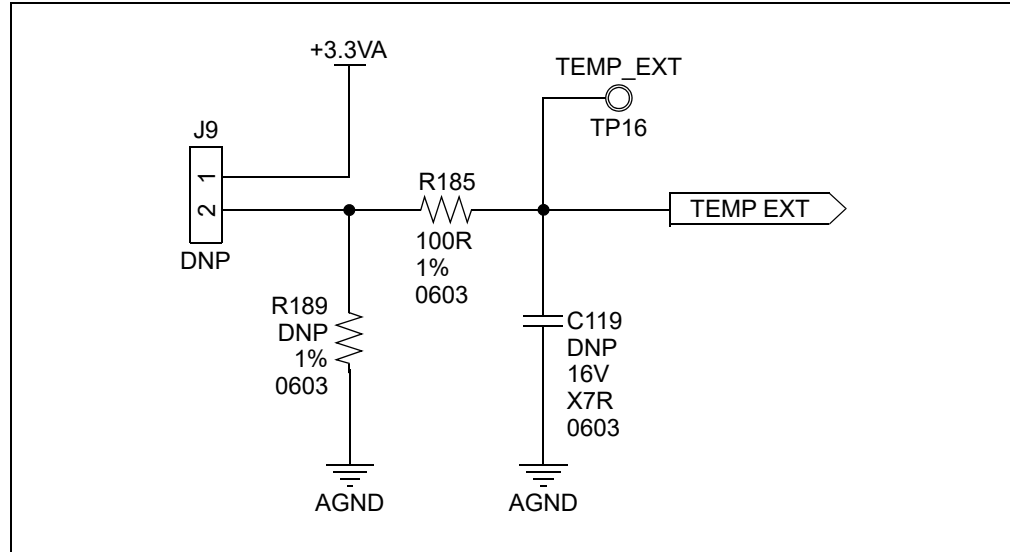 +3.3VA
TEMP_EXT
TP16
J9
1
2
DNP
R185
100R
1%
0603
TEMP EXT
R189
DNP
1%
0603
C119
DNP
16V
X7R
0603
AGND
AGND